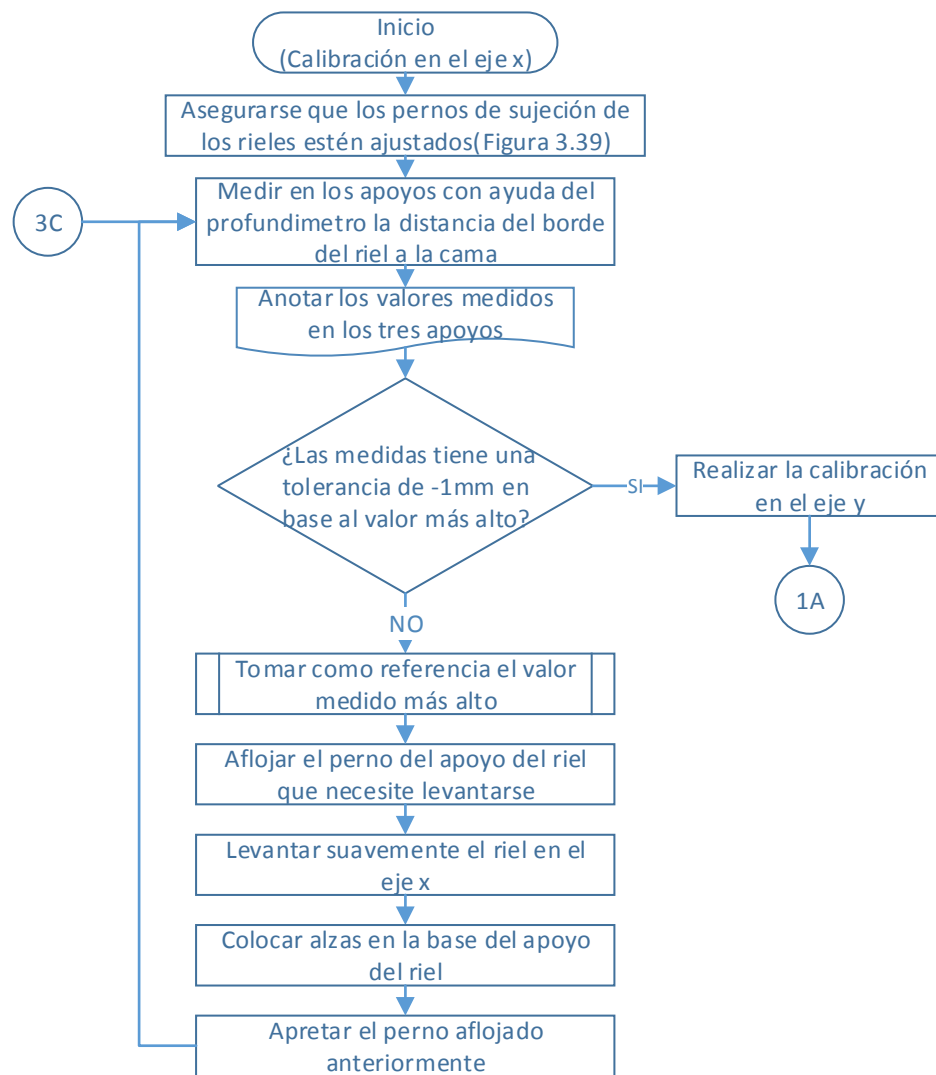 Inicio
(Calibración en el eje x)
Asegurarse que los pernos de sujeción de
los rieles estén ajustados(Figura 3.39)
3C
Medir en los apoyos con ayuda del
profundimetro la distancia del borde
del riel a la cama
Anotar los valores medidos
en los tres apoyos
¿Las medidas tiene una
tolerancia de -1mm en
base al valor más alto?
SI
Realizar la calibración
en el eje y
1A
NO
Tomar como referencia el valor
medido más alto
Aflojar el perno del apoyo del riel
que necesite levantarse
Levantar suavemente el riel en el
eje x
Colocar alzas en la base del apoyo
del riel
Apretar el perno aflojado
anteriormente